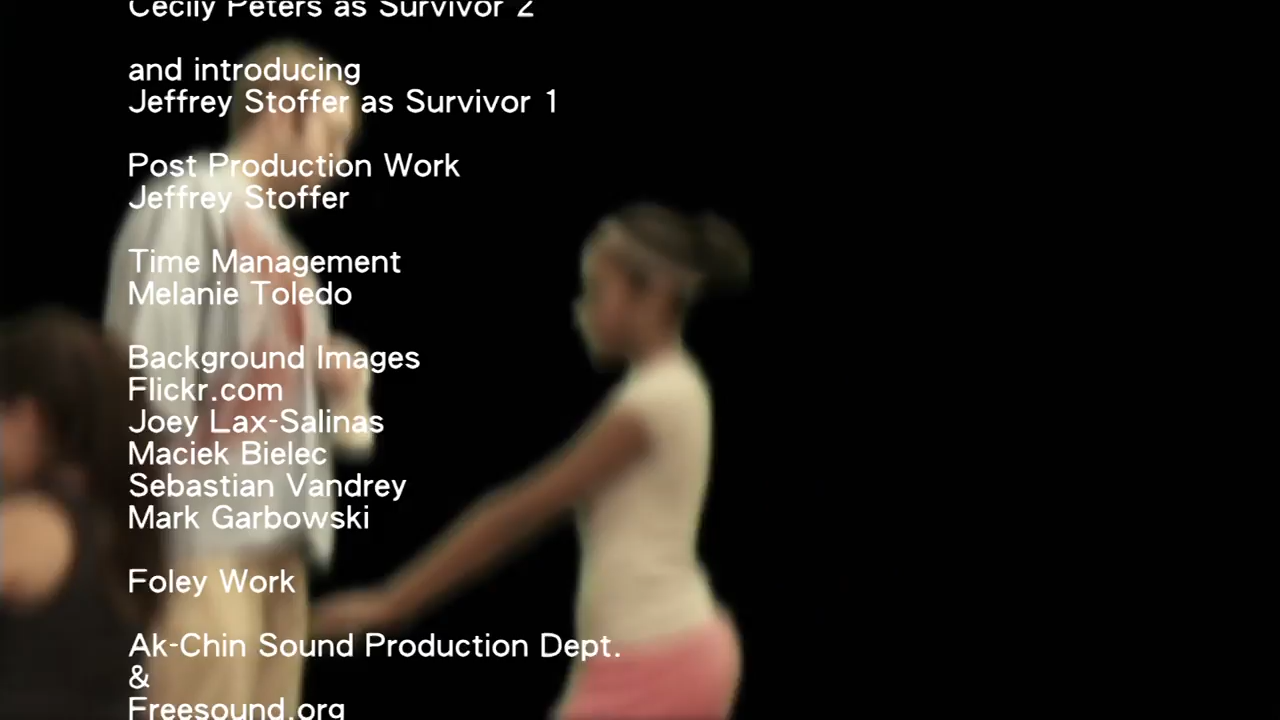 Cecily Peters as Survivor 2
and introducing
Jeffrey Stoffer as Survivor 1
Post Production Work
Jeffrey Stoffer
Time Management
Melanie Toledo
Background Images
Flickr.com
Joey Lax-Salinas
Maciek Bielec
Sebastian Vandrey
Mark Garbowski
Foley Work
Ak-Chin Sound Production Dept.
&
Freesound.org